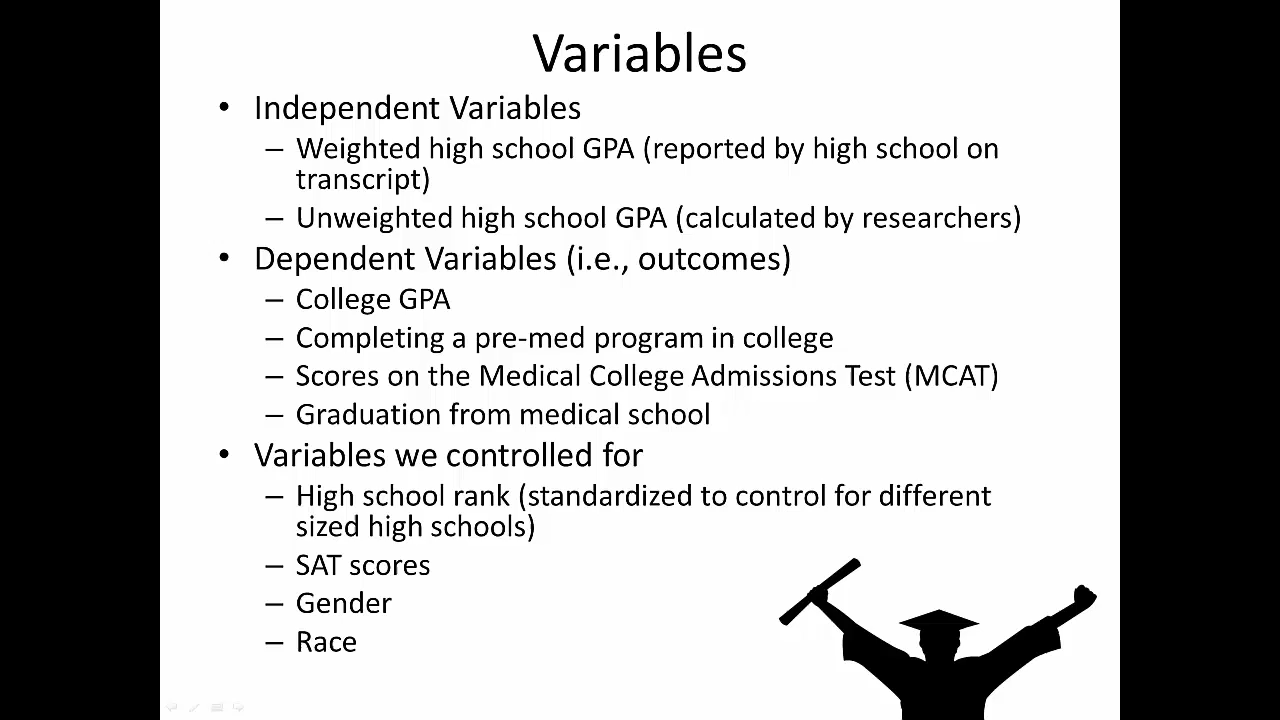 Variables
• Independent Variables
– Weighted high school GPA (reported by high school on
transcript)
– Unweighted high school GPA (calculated by researchers)
• Dependent Variables (i.e., outcomes)
– College GPA
– Completing a pre-med program in college
– Scores on the Medical College Admissions Test (MCAT)
– Graduation from medical school
• Variables we controlled for
– High school rank (standardized to control for different
sized high schools)
– SAT scores
– Gender
– Race